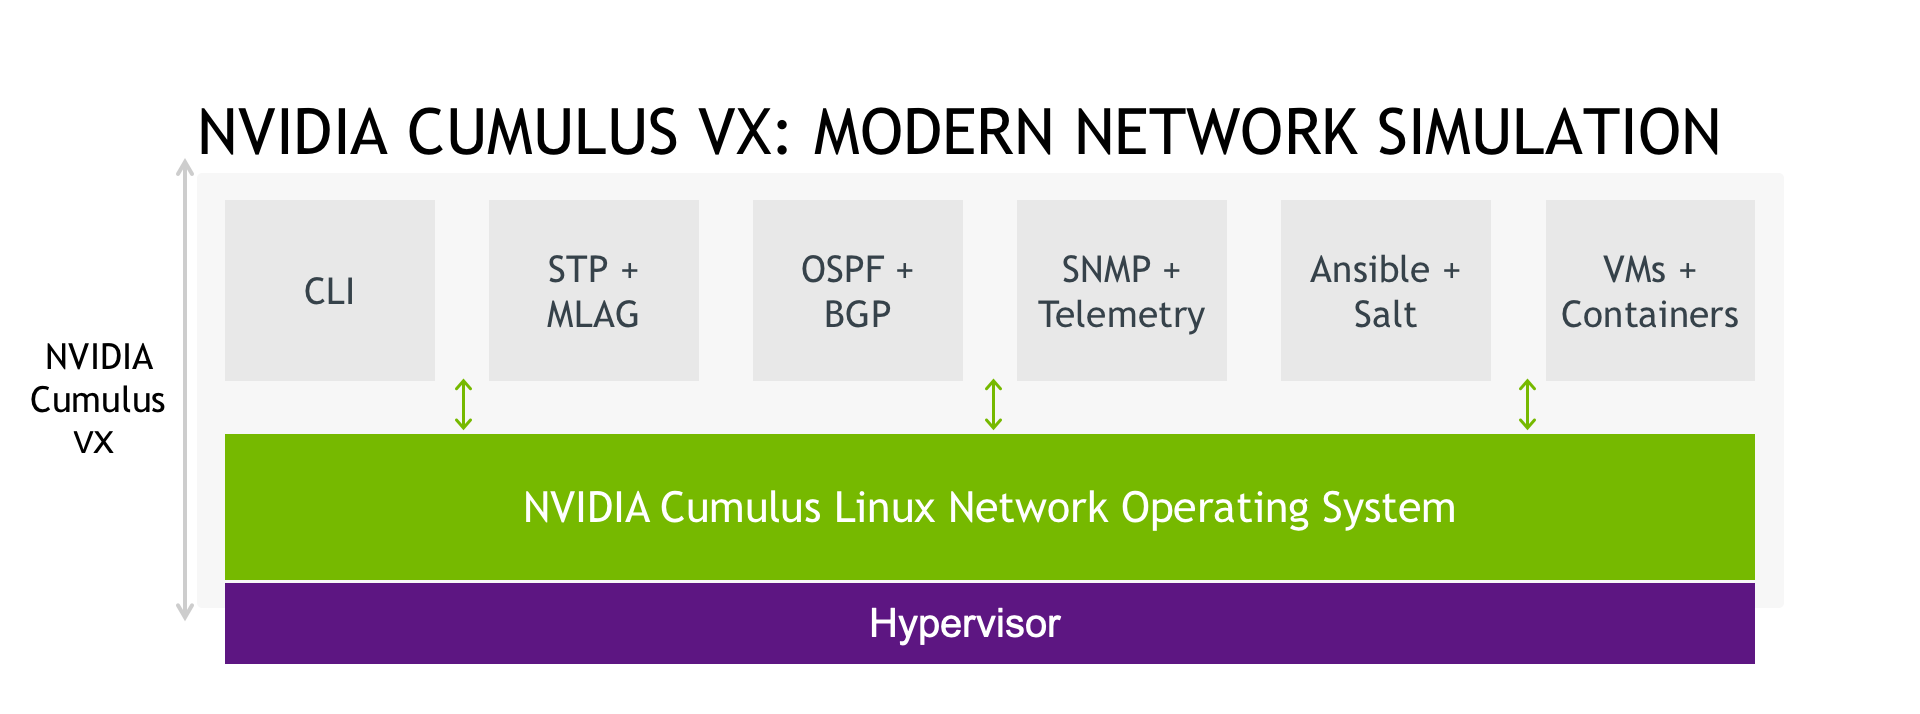 NVIDIA CUMULUS VX: MODERN NETWORK SIMULATION
NVIDIA
Cumulus
VX
CLI
STP +
MLAG
OSPF +
BGP
SNMP +
Telemetry
Ansible +
Salt
VMs +
Containers
NVIDIA Cumulus Linux Network Operating System
Hypervisor